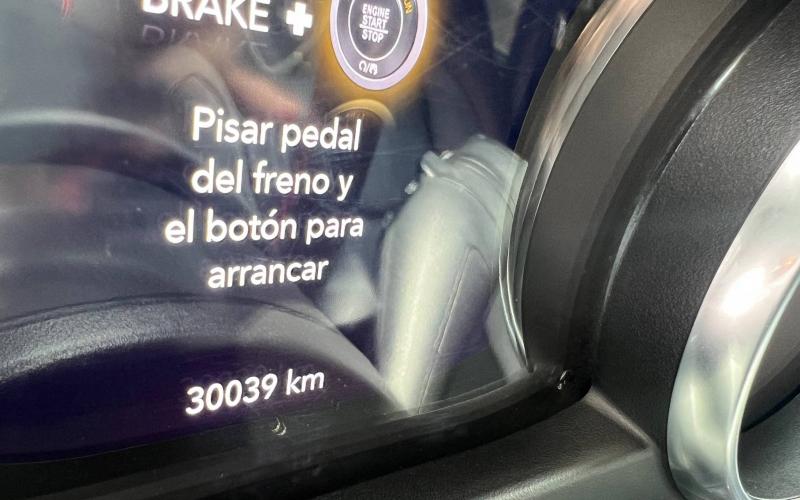 BRAKE +
ENGINE
START
STOP
Pisar pedal
del freno y
el botón para
arrancar
30039 km